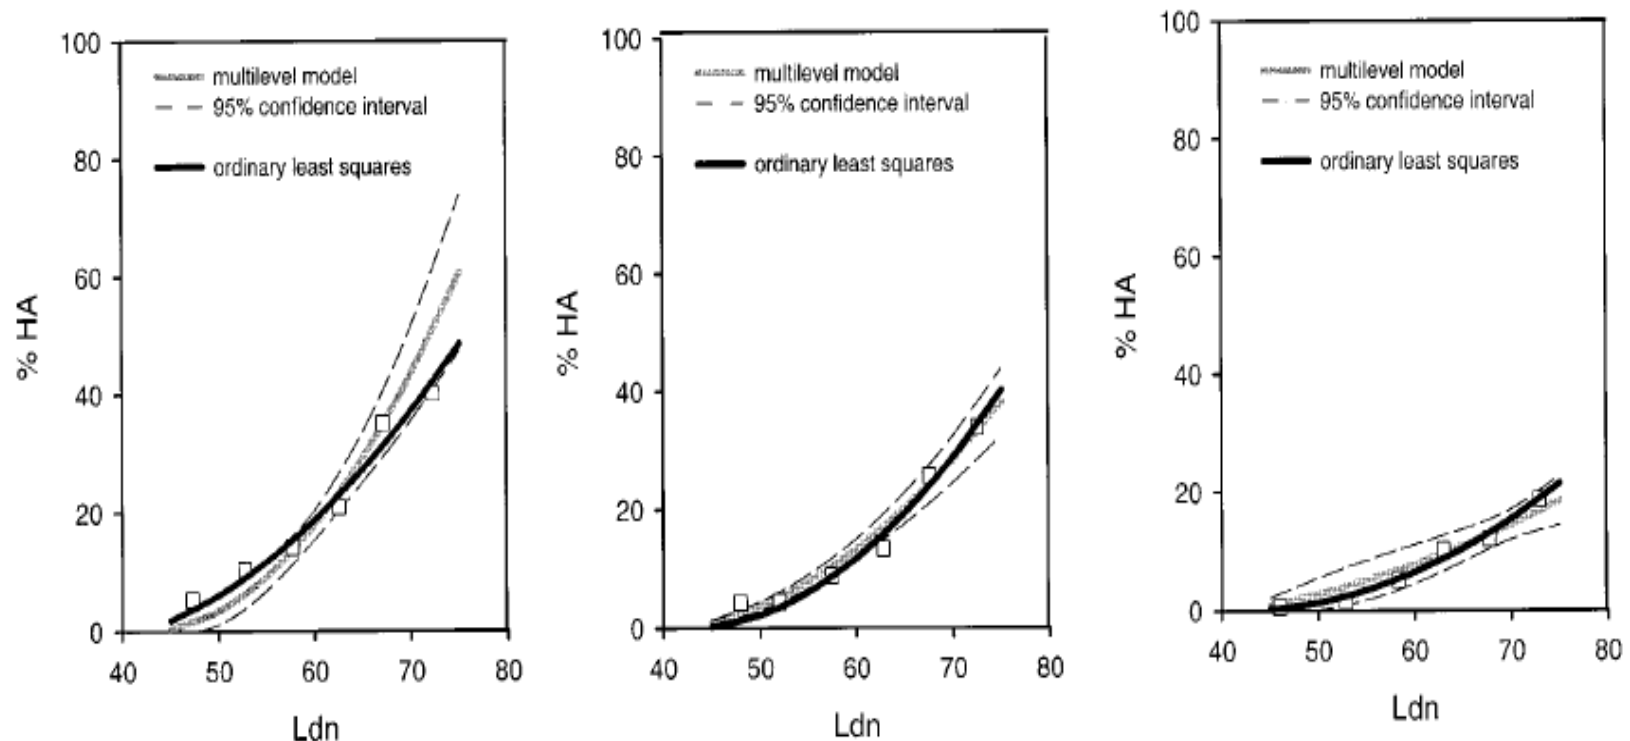 100
80
60
40
20
0
% HA
multilevel model
95% confidence interval
ordinary least squares
40 50 60 70 80
Ldn
100
80
60
40
20
0
% HA
multilevel model
95% confidence interval
ordinary least squares
40 50 60 70 80
Ldn
100
80
60
40
20
0
% HA
multilevel model
95% confidence interval
ordinary least squares
40 50 60 70 80
Ldn